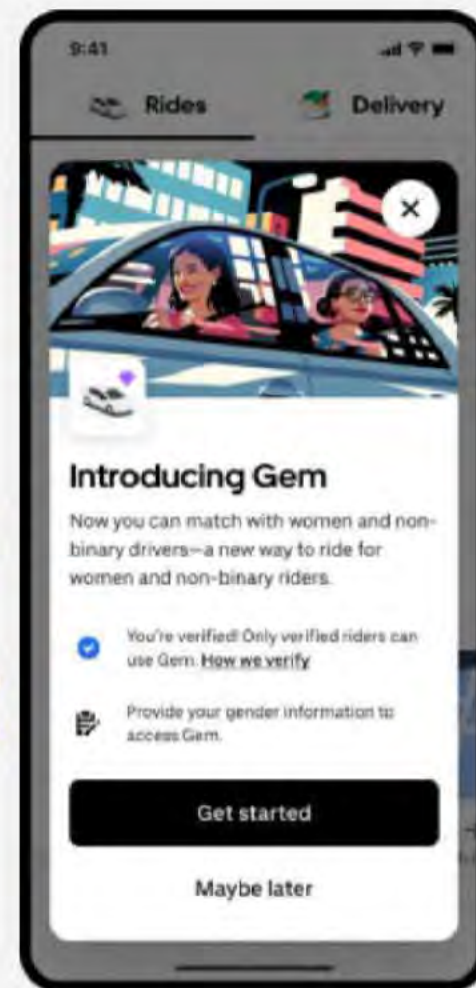 9:41
Rides Delivery
Introducing Gem
Now you can match with women and non-
binary drivers—a new way to ride for
women and non-binary riders.
You're verified! Only verified riders can
use Gem. How we verify
Provide your gender information to
access Gem.
Get started
Maybe later